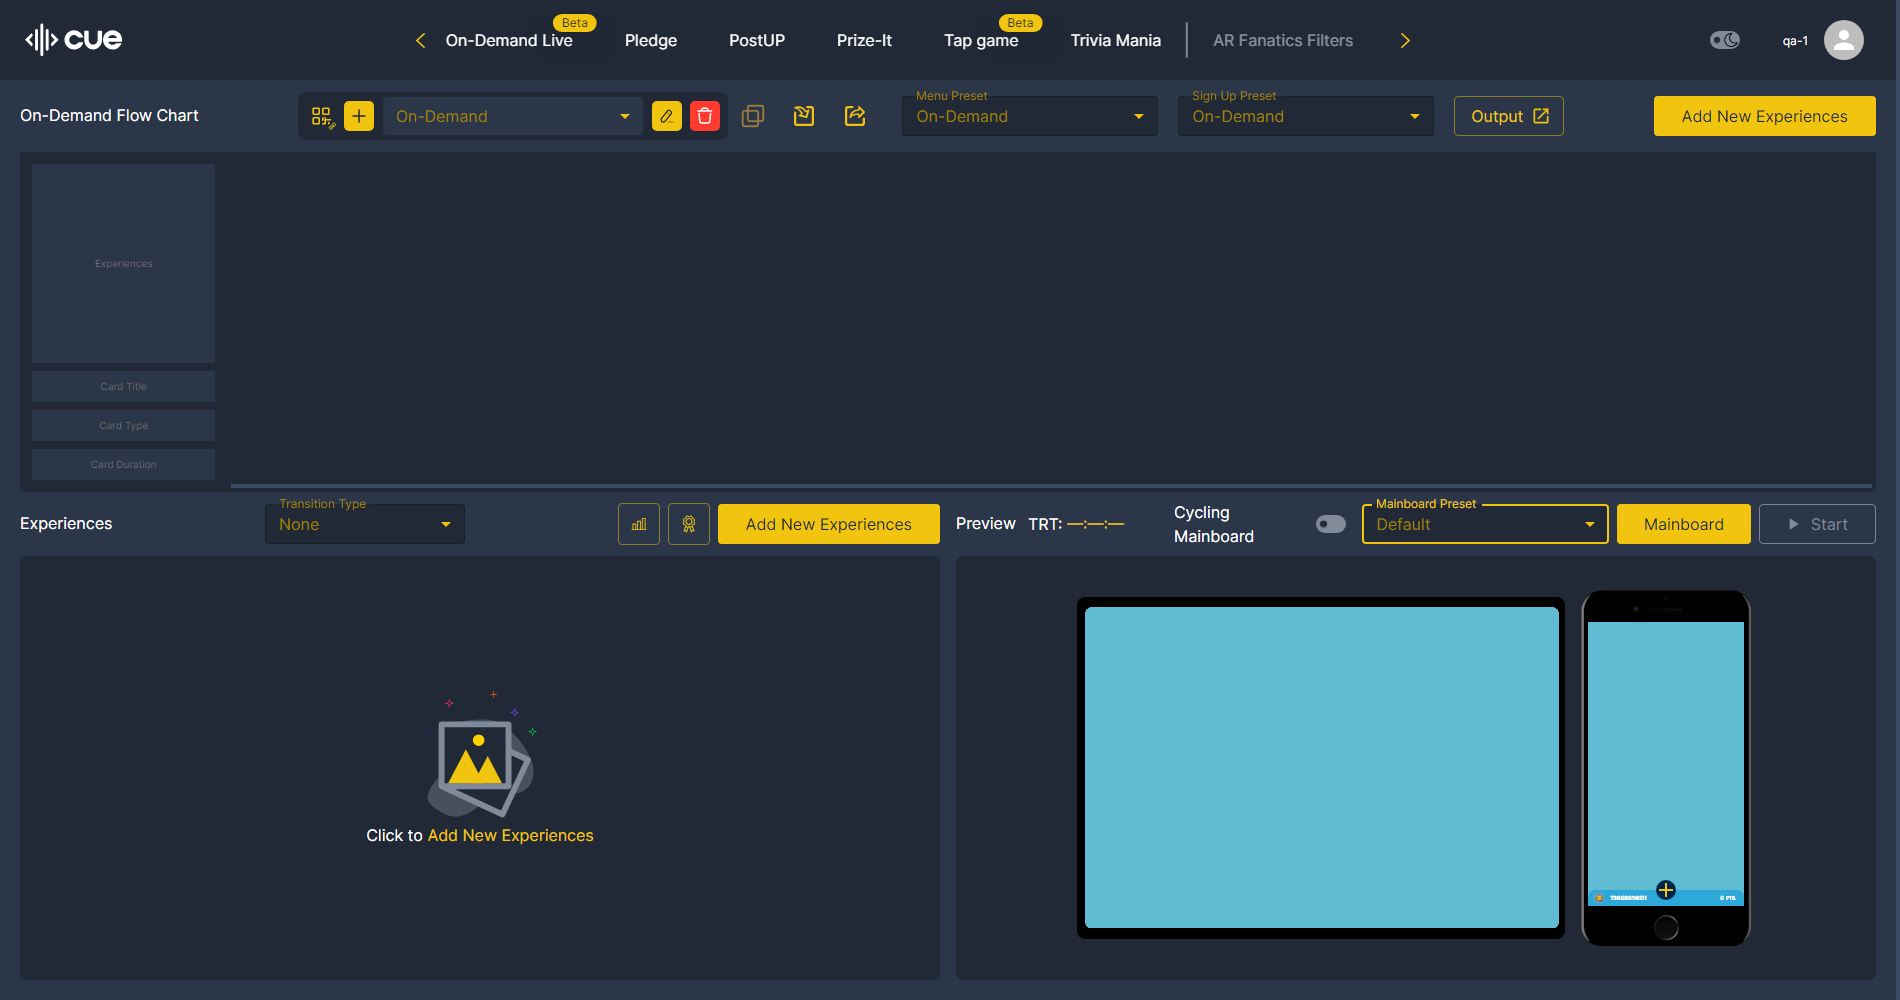 cue
On-Demand Live
Beta
Pledge
PostUP
Prize-It
Tap game
Beta
Trivia Mania
AR Fanatics Filters
qa-1
On-Demand Flow Chart
On-Demand
Menu Preset
On-Demand
Sign Up Preset
On-Demand
Output
Add New Experiences
Experiences
Card Title
Card Type
Card Duration
Experiences
Transition Type
None
Add New Experiences
Preview
TRT: —:—:—
Cycling
Mainboard
Mainboard Preset
Default
Mainboard
Start
Click to Add New Experiences
0 PTS.